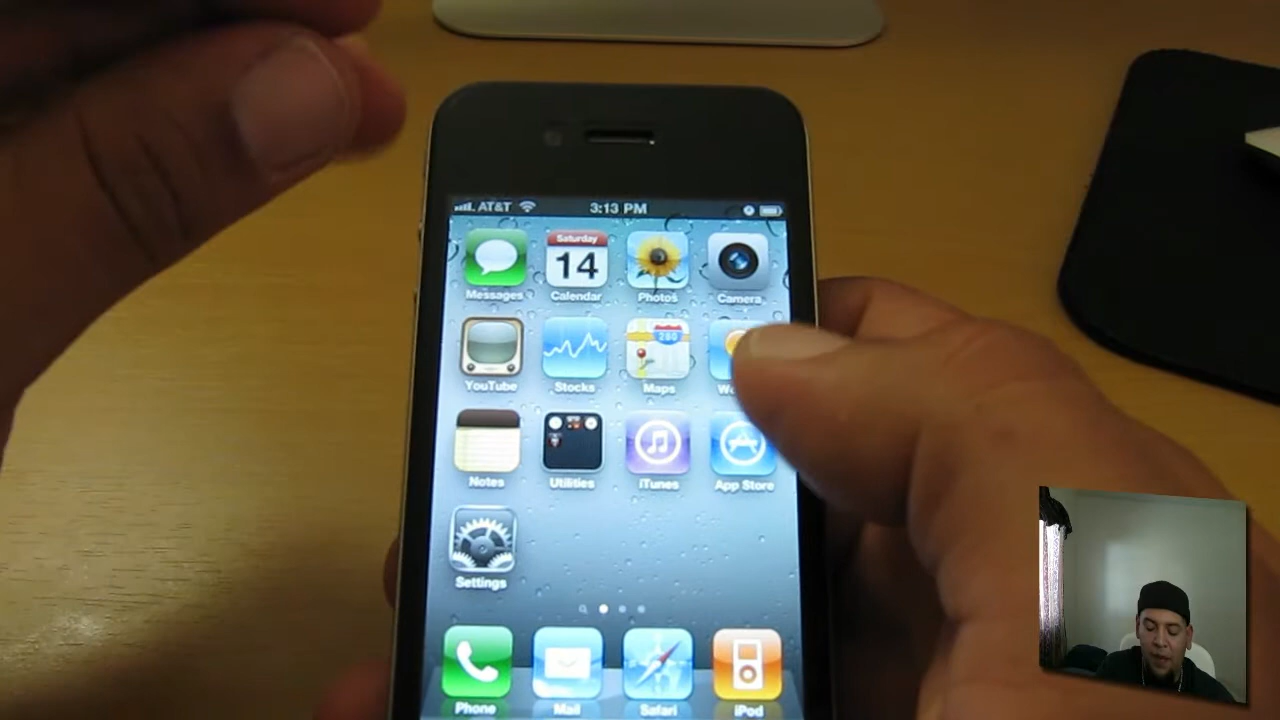 AT&T 3:13 PM
Saturday
14
Messages Calendar Photos Camera
280
YouTube Stocks Maps
Notes Utilities iTunes App Store
Settings
Phone Mail Safari iPod